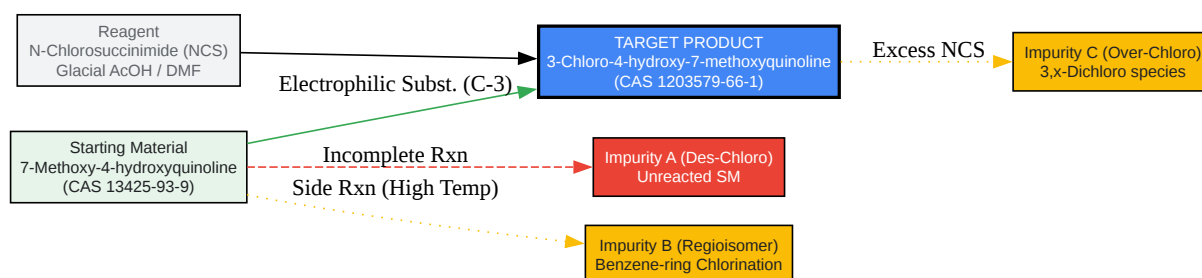 Reagent
N-Chlorosuccinimide (NCS)
Glacial AcOH / DMF
Electrophilic Subst. (C-3)
TARGET PRODUCT
3-Chloro-4-hydroxy-7-methoxyquinoline
(CAS 1203579-66-1)
Excess NCS
Impurity C (Over-Chloro)
3,x-Dichloro species
Starting Material
7-Methoxy-4-hydroxyquinoline
(CAS 13425-93-9)
Incomplete Rxn
Side Rxn (High Temp)
Impurity A (Des-Chloro)
Unreacted SM
Impurity B (Regioisomer)
Benzene-ring Chlorination